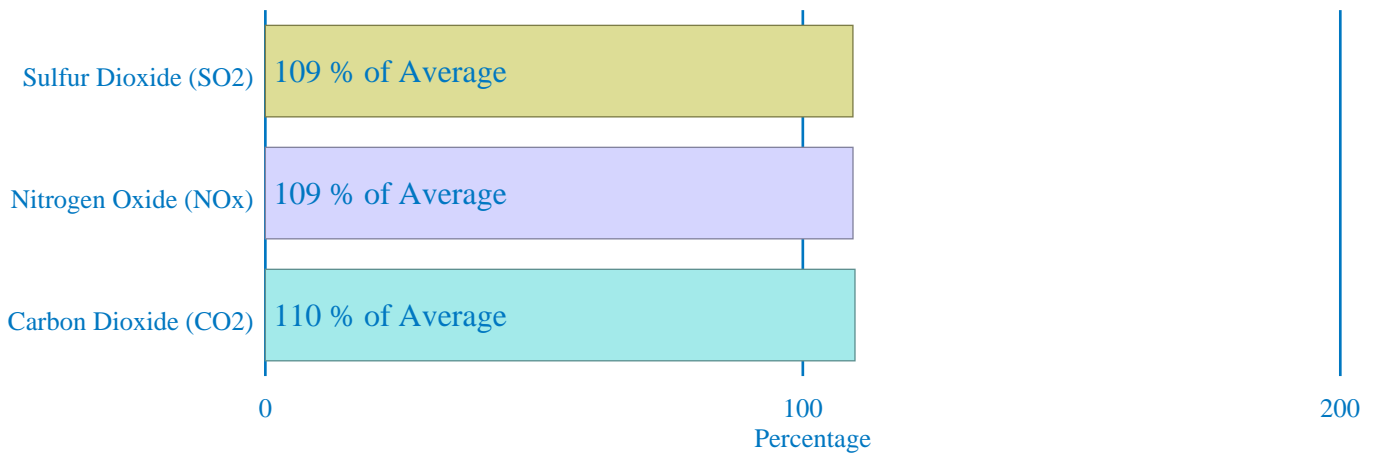 Sulfur Dioxide (SO2)
109 % of Average
Nitrogen Oxide (NOx)
109 % of Average
Carbon Dioxide (CO2)
110 % of Average
0
100
200
Percentage